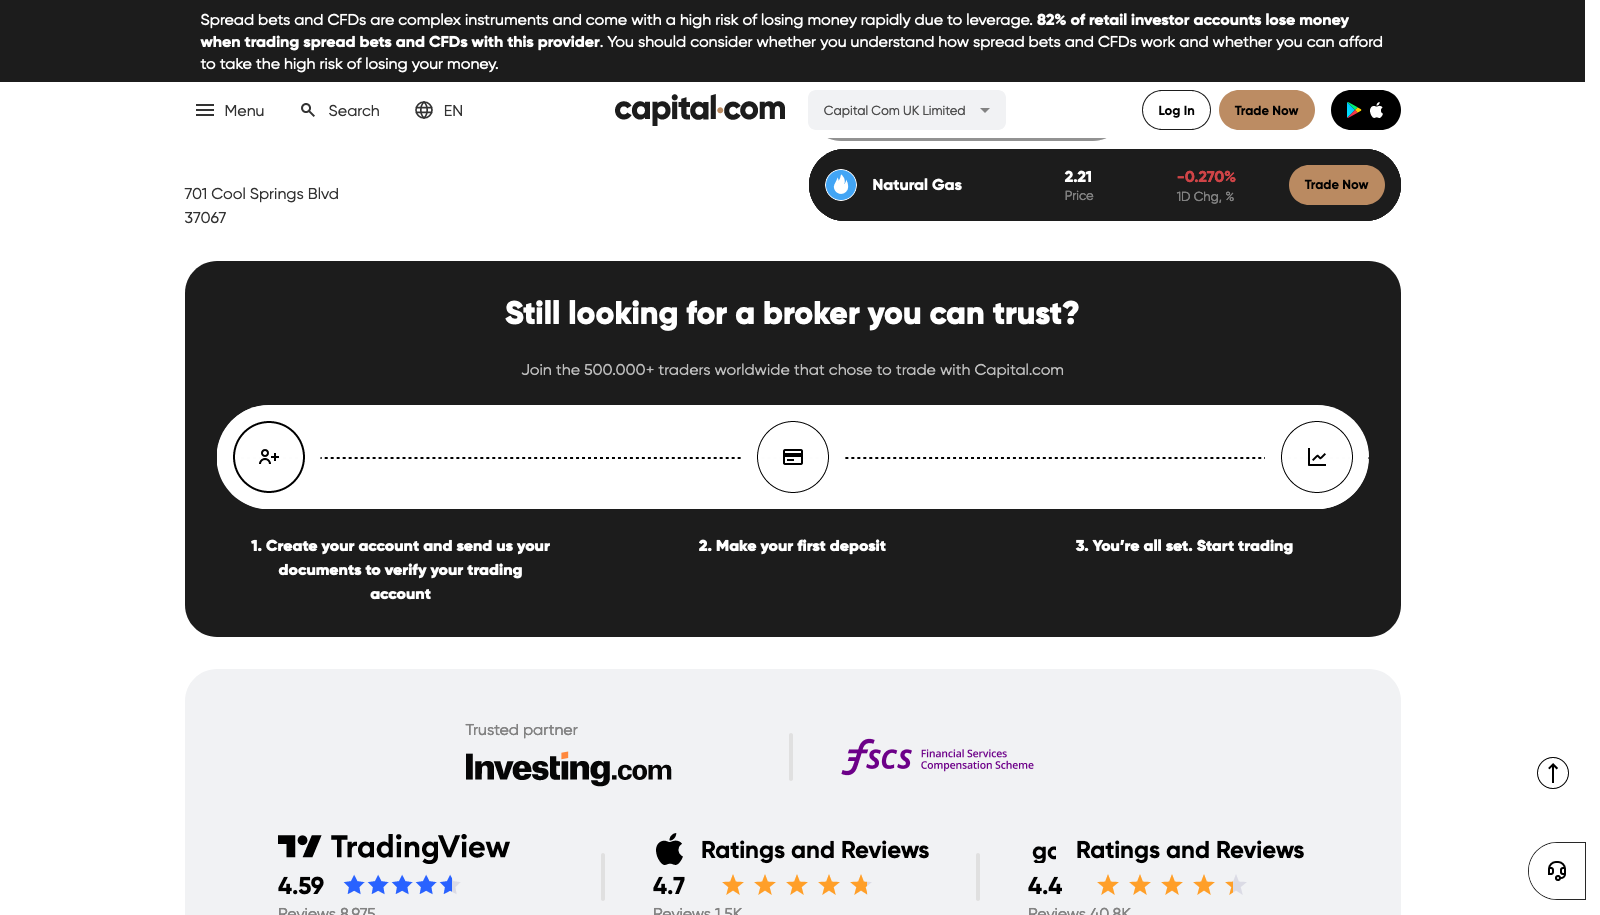 Spread bets and CFDs are complex instruments and come with a high risk of losing money rapidly due to leverage. 82% of retail investor accounts lose money
when trading spread bets and CFDs with this provider. You should consider whether you understand how spread bets and CFDs work and whether you can afford
to take the high risk of losing your money.
Menu
Search
EN
capital.com
Capital Com UK Limited
Log In
Trade Now
701 Cool Springs Blvd
37067
Natural Gas
2.21
Price
-0.270%
1D Chg, %
Trade Now
Still looking for a broker you can trust?
Join the 500.000+ traders worldwide that chose to trade with Capital.com
1. Create your account and send us your
documents to verify your trading
account
2. Make your first deposit
3. You’re all set. Start trading
Trusted partner
Investing.com
fscs
Financial Services
Compensation Scheme
TradingView
4.59
Reviews 8,975
Ratings and Reviews
4.7
Reviews 1.5K
Ratings and Reviews
4.4
Reviews 40.8K